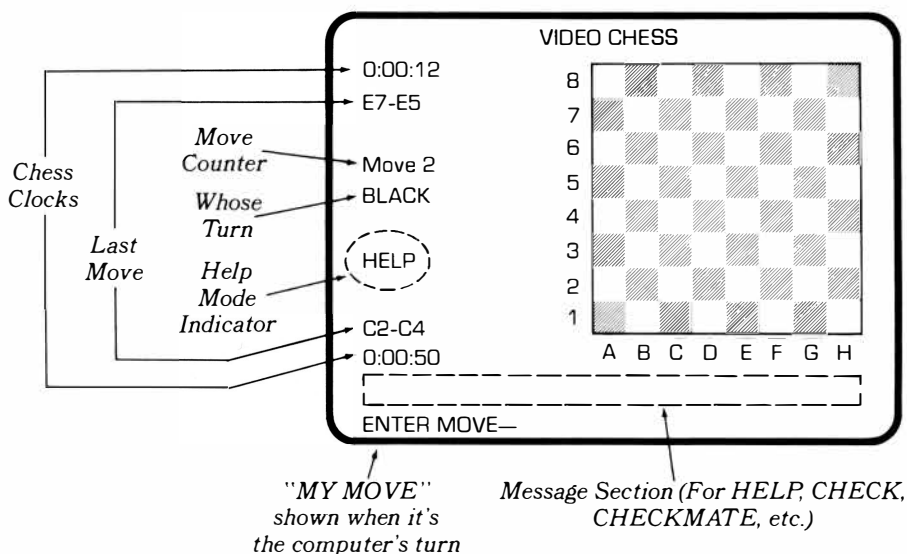 VIDEO CHESS
0:00:12
E7-E5
Move 2
BLACK
HELP
C2-C4
0:00:50
ENTER MOVE—
8
7
6
5
4
3
2
1
A B C D E F G H
Chess
Clocks
Last
Move
Move
Counter
Whose
Turn
Help
Mode
Indicator
"MY MOVE"
shown when it's
the computer's turn
Message Section (For HELP, CHECK,
CHECKMATE, etc.)